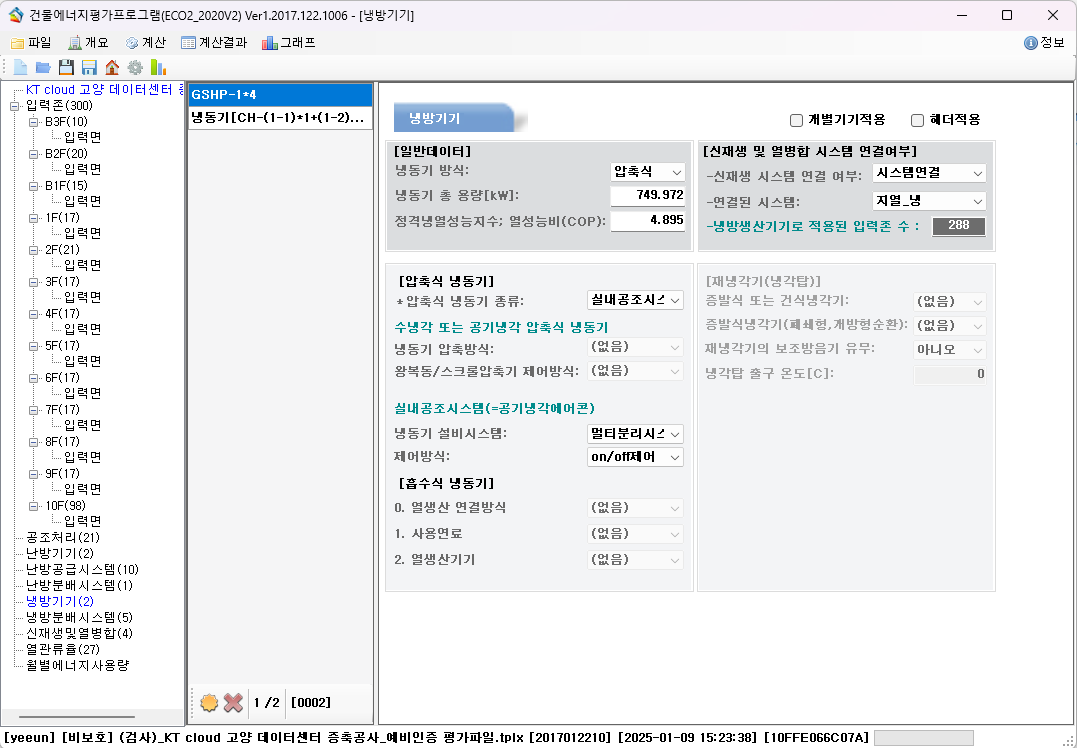 건물에너지평가프로그램(ECO2_2020V2) Ver1.2017.122.1006 - [냉방기기]
파일 개요 계산 계산결과 그래프 정보
KT cloud 고양 데이터센터
입력존(300)
B3F(10)
입력면
B2F(20)
입력면
B1F(15)
입력면
1F(17)
입력면
2F(21)
입력면
3F(17)
입력면
4F(17)
입력면
5F(17)
입력면
6F(17)
입력면
7F(17)
입력면
8F(17)
입력면
9F(17)
입력면
10F(98)
입력면
공조처리(21)
난방기기(2)
난방공급시스템(10)
난방분배시스템(1)
냉방기기(2)
냉방분배시스템(5)
신재생및열병합(4)
열관류율(27)
월별에너지사용량
GSHP-1*4
냉동기[CH-(1-1)*1+(1-2)...
1 /2 [0002]
냉방기기
개별기기적용 헤더적용
[일반데이터]
냉동기 방식: 압축식
냉동기 총 용량[kW]: 749.972
정격냉열성능지수; 열성능비(COP): 4.895
[신재생 및 열병합 시스템 연결여부]
-신재생 시스템 연결 여부: 시스템연결
-연결된 시스템: 지열_냉
-냉방생산기기로 적용된 입력존 수 : 288
[압축식 냉동기]
*압축식 냉동기 종류: 실내공조시스
수냉각 또는 공기냉각 압축식 냉동기
냉동기 압축방식: (없음)
왕복동/스크롤압축기 제어방식: (없음)
실내공조시스템(=공기냉각에어콘)
냉동기 설비시스템: 멀티분리시스
제어방식: on/off제어
[흡수식 냉동기]
0. 열생산 연결방식 (없음)
1. 사용연료 (없음)
2. 열생산기기 (없음)
[재냉각기(냉각탑)]
증발식 또는 건식냉각기: (없음)
증발식냉각기(폐쇄형,개방형순환): (없음)
재냉각기의 보조방음기 유무: 아니오
냉각탑 출구 온도[C]: 0
[yeeun] [비보호] (검사)_KT cloud 고양 데이터센터 증축공사_예비인증 평가파일.tplx [2017012210] [2025-01-09 15:23:38] [10FFE066C07A]